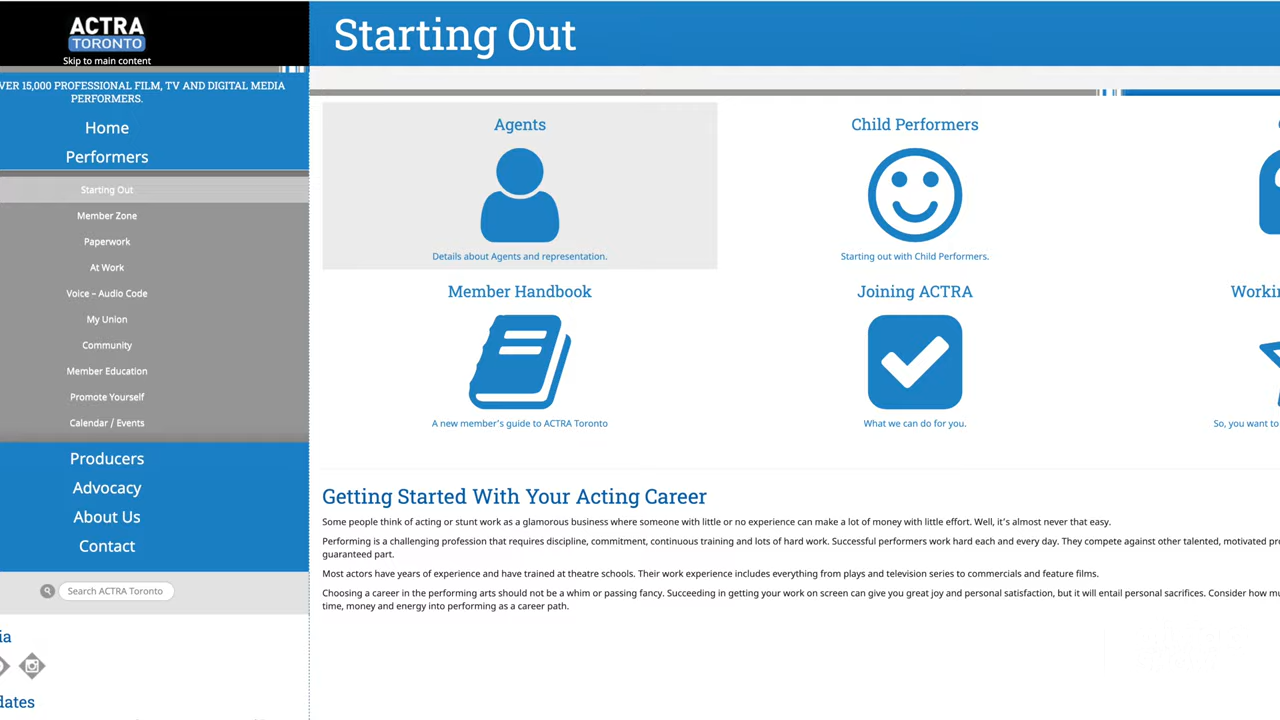 ACTRA
TORONTO
Skip to main content
VER 15,000 PROFESSIONAL FILM, TV AND DIGITAL MEDIA
PERFORMERS.
Home
Performers
Starting Out
Member Zone
Paperwork
At Work
Voice – Audio Code
My Union
Community
Member Education
Promote Yourself
Calendar / Events
Producers
Advocacy
About Us
Contact
Search ACTRA Toronto
ia
dates
Starting Out
Agents
Details about Agents and representation.
Child Performers
Starting out with Child Performers.
Member Handbook
A new member's guide to ACTRA Toronto
Joining ACTRA
What we can do for you.
Workin
So, you want to
Getting Started With Your Acting Career
Some people think of acting or stunt work as a glamorous business where someone with little or no experience can make a lot of money with little effort. Well, it's almost never that easy.
Performing is a challenging profession that requires discipline, commitment, continuous training and lots of hard work. Successful performers work hard each and every day. They compete against other talented, motivated pr
guaranteed part.
Most actors have years of experience and have trained at theatre schools. Their work experience includes everything from plays and television series to commercials and feature films.
Choosing a career in the performing arts should not be a whim or passing fancy. Succeeding in getting your work on screen can give you great joy and personal satisfaction, but it will entail personal sacrifices. Consider how mu
time, money and energy into performing as a career path.